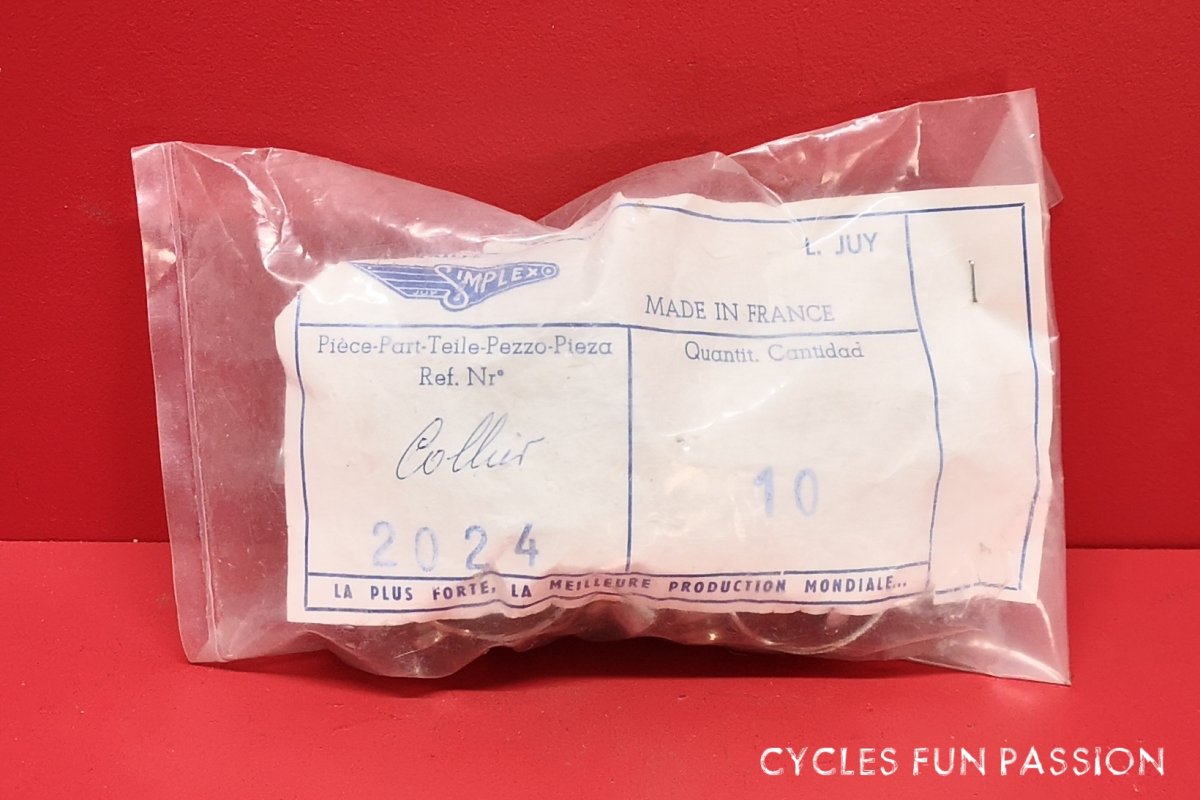 SIMPLEX
JUY
L. JUY
MADE IN FRANCE
Pièce-Part-Teile-Pezzo-Pieza
Ref. Nr°
Quantit. Cantidad
Collier
10
2024
LA PLUS FORTE, LA MEILLEURE PRODUCTION MONDIALE...
CYCLES FUN PASSION